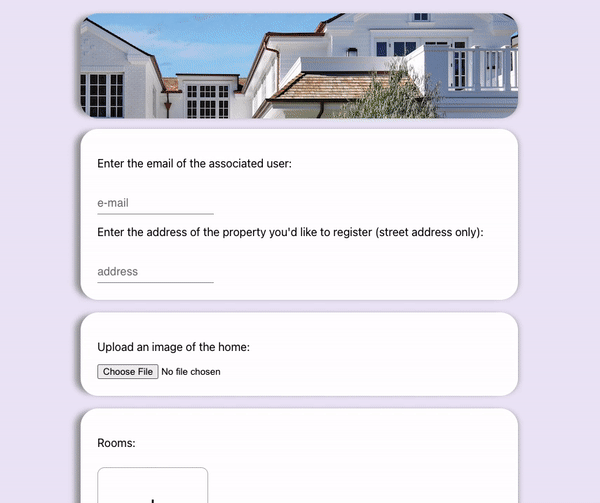 Enter the email of the associated user:
e-mail
Enter the address of the property you'd like to register (street address only):
address
Upload an image of the home:
Choose File No file chosen
Rooms: